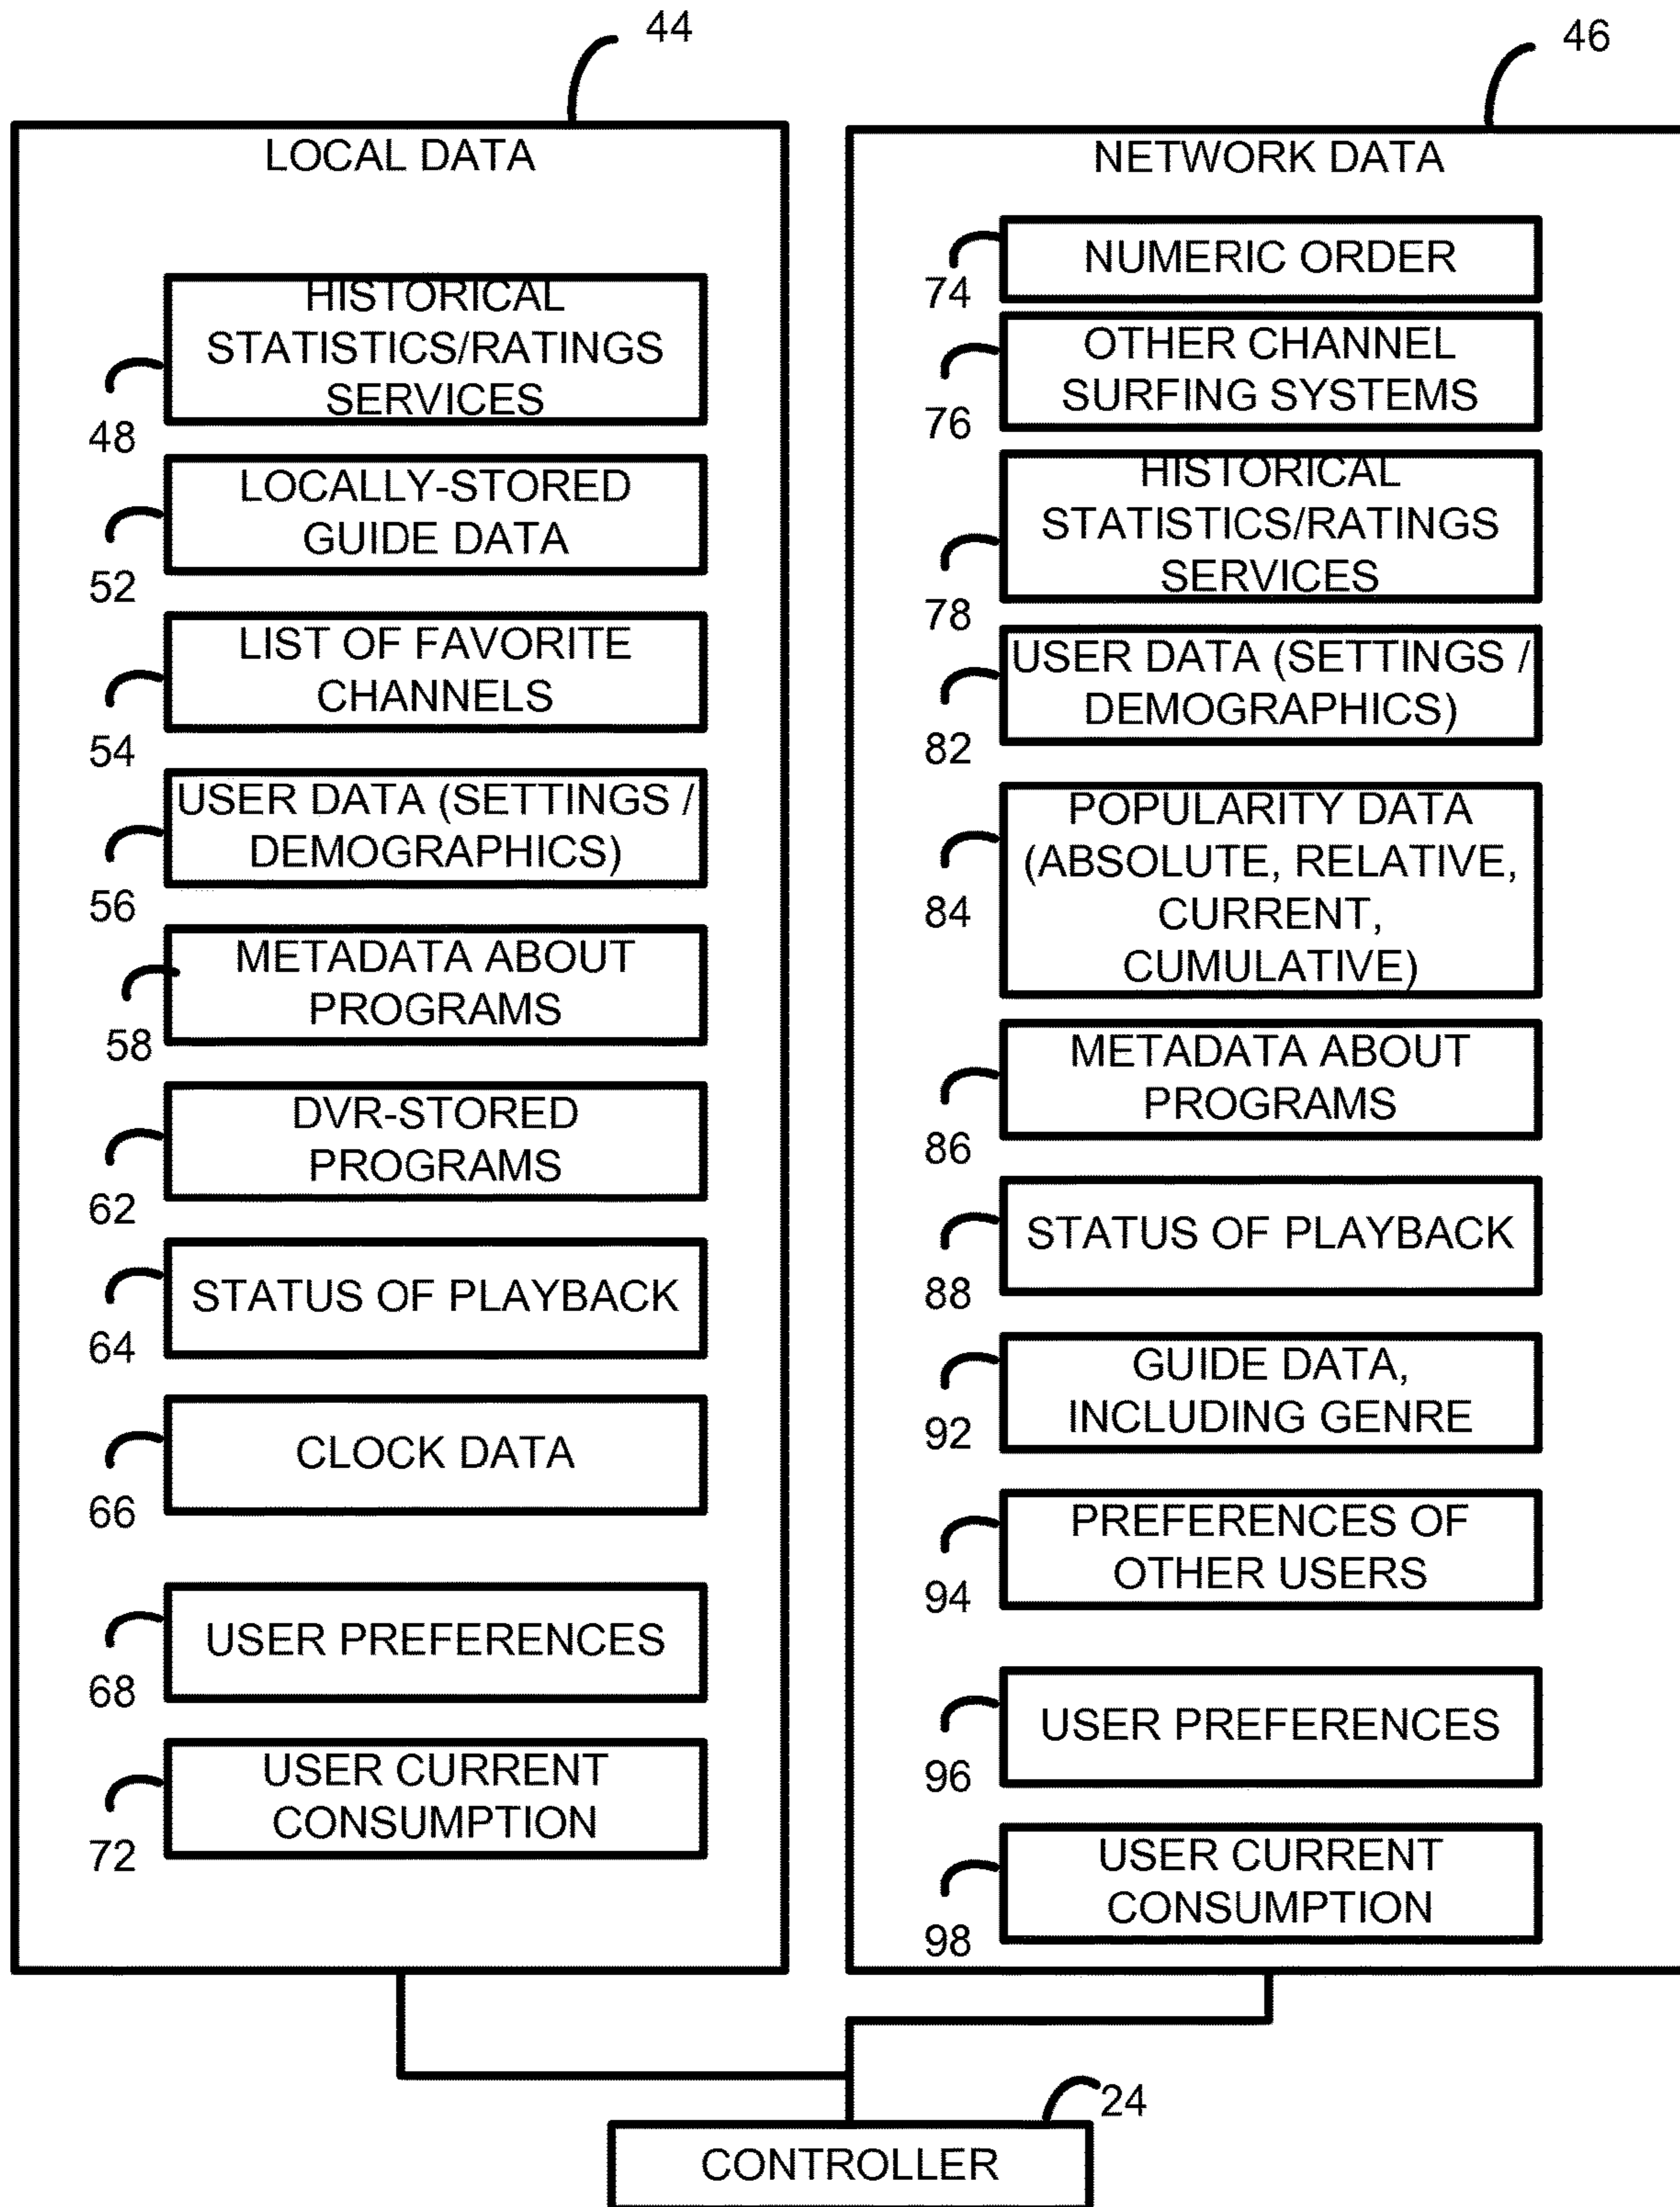 44
LOCAL DATA
HISTORICAL
STATISTICS/RATINGS
SERVICES
48
LOCALLY-STORED
GUIDE DATA
52
LIST OF FAVORITE
CHANNELS
54
USER DATA (SETTINGS /
DEMOGRAPHICS)
56
METADATA ABOUT
PROGRAMS
58
DVR-STORED
PROGRAMS
62
STATUS OF PLAYBACK
64
CLOCK DATA
66
USER PREFERENCES
68
USER CURRENT
CONSUMPTION
72
46
NETWORK DATA
NUMERIC ORDER
74
OTHER CHANNEL
SURFING SYSTEMS
76
HISTORICAL
STATISTICS/RATINGS
SERVICES
78
USER DATA (SETTINGS /
DEMOGRAPHICS)
82
POPULARITY DATA
(ABSOLUTE, RELATIVE,
CURRENT,
CUMULATIVE)
84
METADATA ABOUT
PROGRAMS
86
STATUS OF PLAYBACK
88
GUIDE DATA,
INCLUDING GENRE
92
PREFERENCES OF
OTHER USERS
94
USER PREFERENCES
96
USER CURRENT
CONSUMPTION
98
24
CONTROLLER